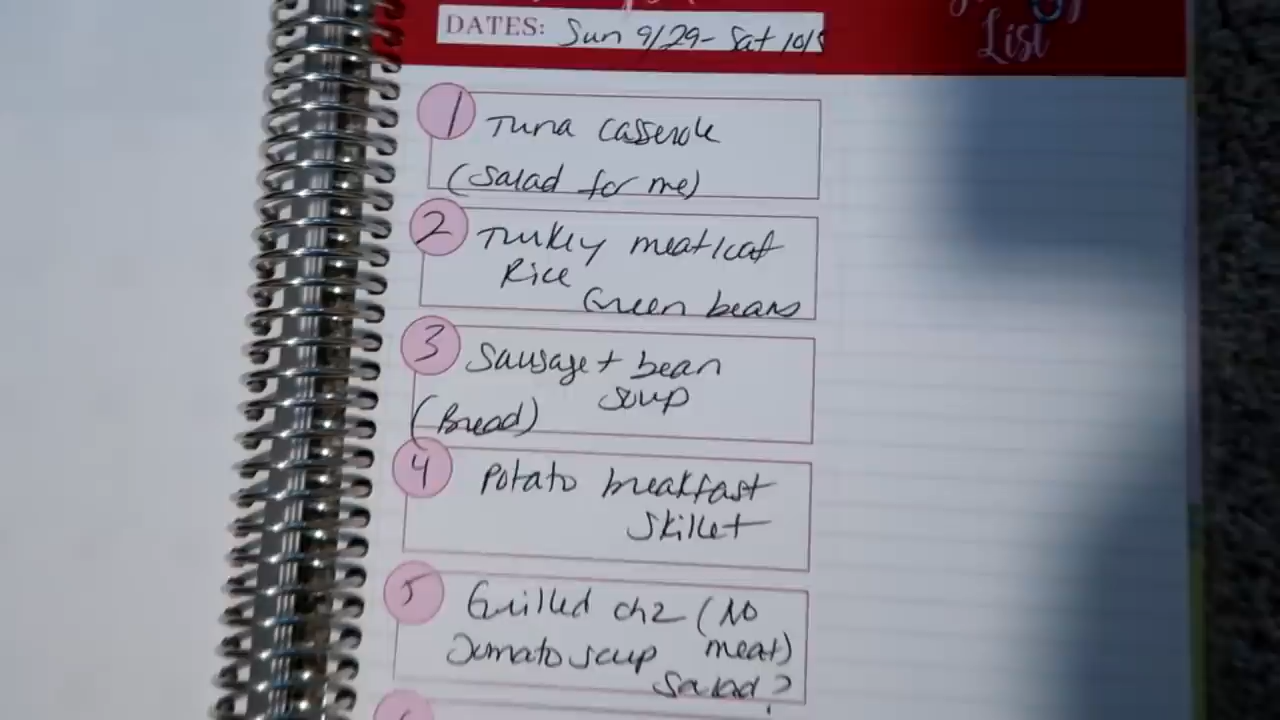 DATES: Sun 9/29 - Sat 10/5
List
1 Tuna casserole
(salad for me)
2 Turkey meatloaf
Rice
Green beans
3 Sausage + bean
soup
(Bread)
4 Potato breakfast
skillet
5 Grilled chz (No
Tomato soup meat)
Salad?